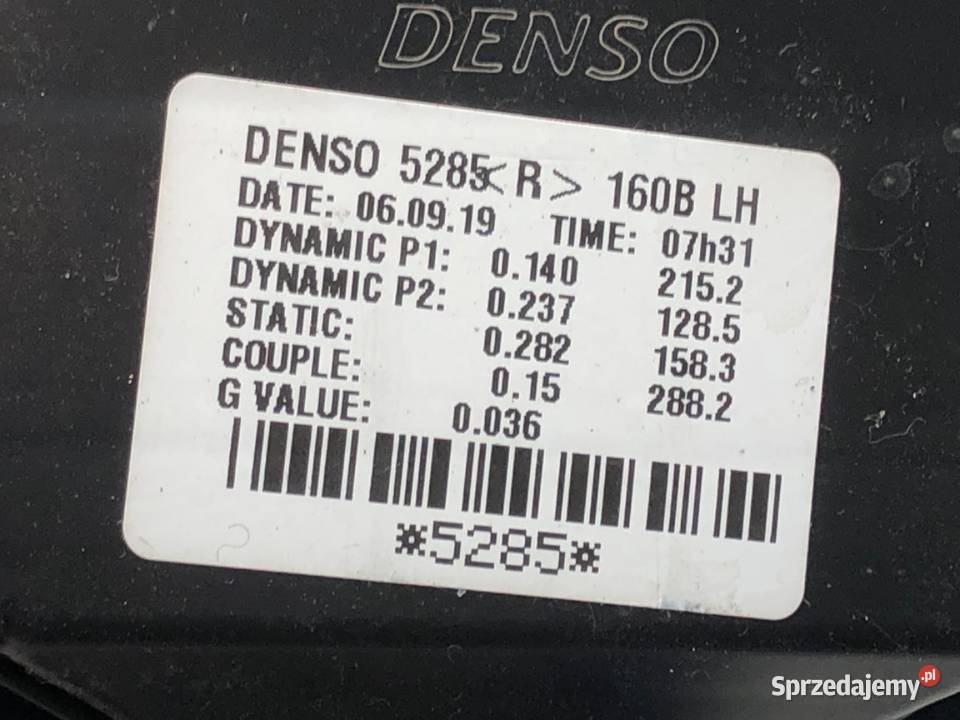 DENSO
DENSO 5285 <R> 160B LH
DATE: 06.09.19 TIME: 07h31
DYNAMIC P1: 0.140 215.2
DYNAMIC P2: 0.237 128.5
STATIC: 0.282 158.3
COUPLE: 0.15 288.2
G VALUE: 0.036
*5285*
Sprzedajemy.pl